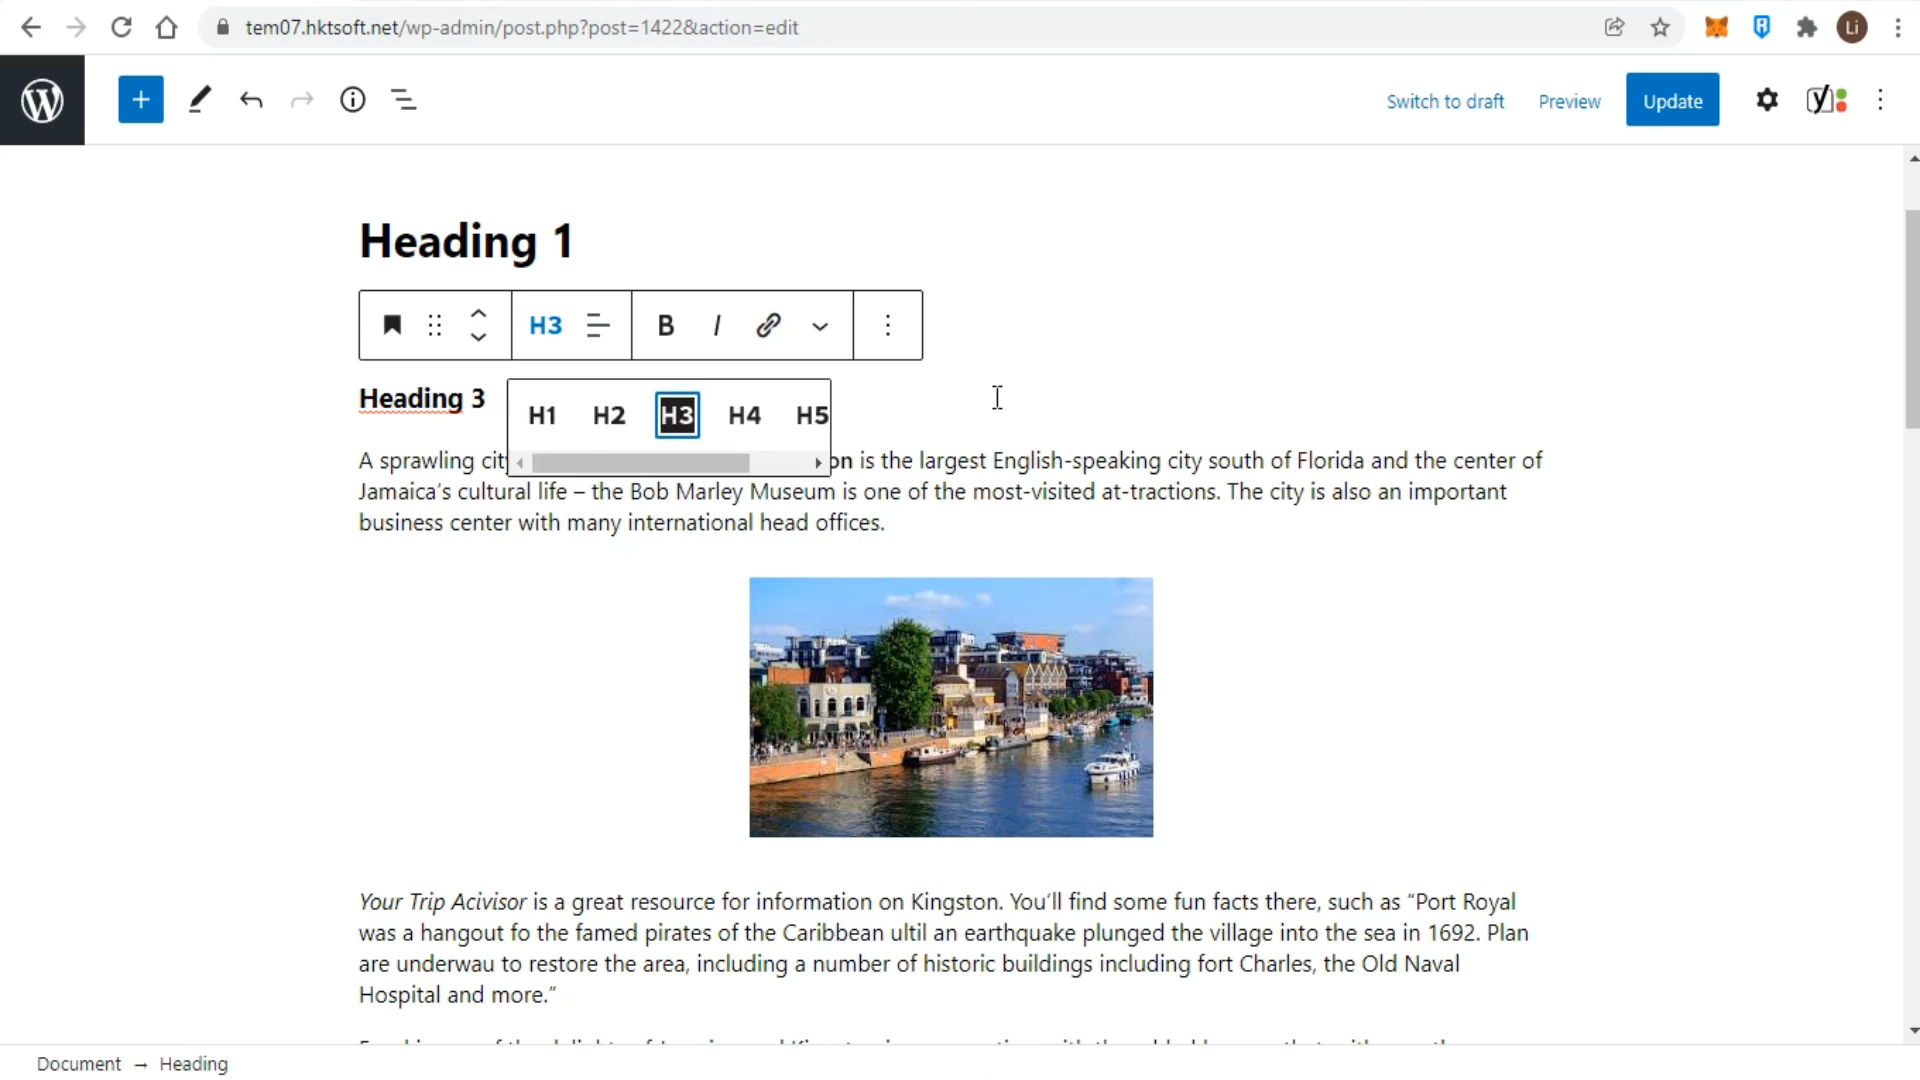 tem07.hktsoft.net/wp-admin/post.php?post=1422&action=edit
Li
Switch to draft
Preview
Update
Heading 1
H3
B
I
Heading 3
H1 H2 H3 H4 H5
A sprawling cit on is the largest English-speaking city south of Florida and the center of
Jamaica’s cultural life – the Bob Marley Museum is one of the most-visited at-tractions. The city is also an important
business center with many international head offices.
Your Trip Acivisor is a great resource for information on Kingston. You’ll find some fun facts there, such as “Port Royal
was a hangout fo the famed pirates of the Caribbean ultil an earthquake plunged the village into the sea in 1692. Plan
are underwau to restore the area, including a number of historic buildings including fort Charles, the Old Naval
Hospital and more.”
Document → Heading